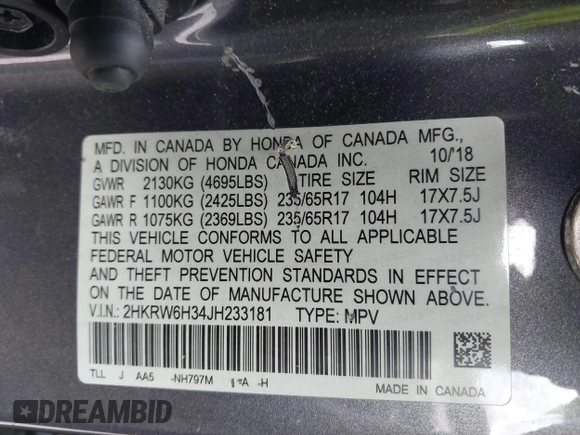 MFD. IN CANADA BY HONDA OF CANADA MFG.,
A DIVISION OF HONDA CANADA INC. 10/'18
GVWR 2130KG (4695LBS) TIRE SIZE RIM SIZE
GAWR F 1100KG (2425LBS) 235/65R17 104H 17X7.5J
GAWR R 1075KG (2369LBS) 235/65R17 104H 17X7.5J
THIS VEHICLE CONFORMS TO ALL APPLICABLE
FEDERAL MOTOR VEHICLE SAFETY
AND THEFT PREVENTION STANDARDS IN EFFECT
ON DATE OF MANUFACTURE SHOWN ABOVE.
V.I.N.: 2HKRW6H34JH233181 TYPE: MPV
TLL J AA5 -NH797M A -H
MADE IN CANADA
DREAMBID